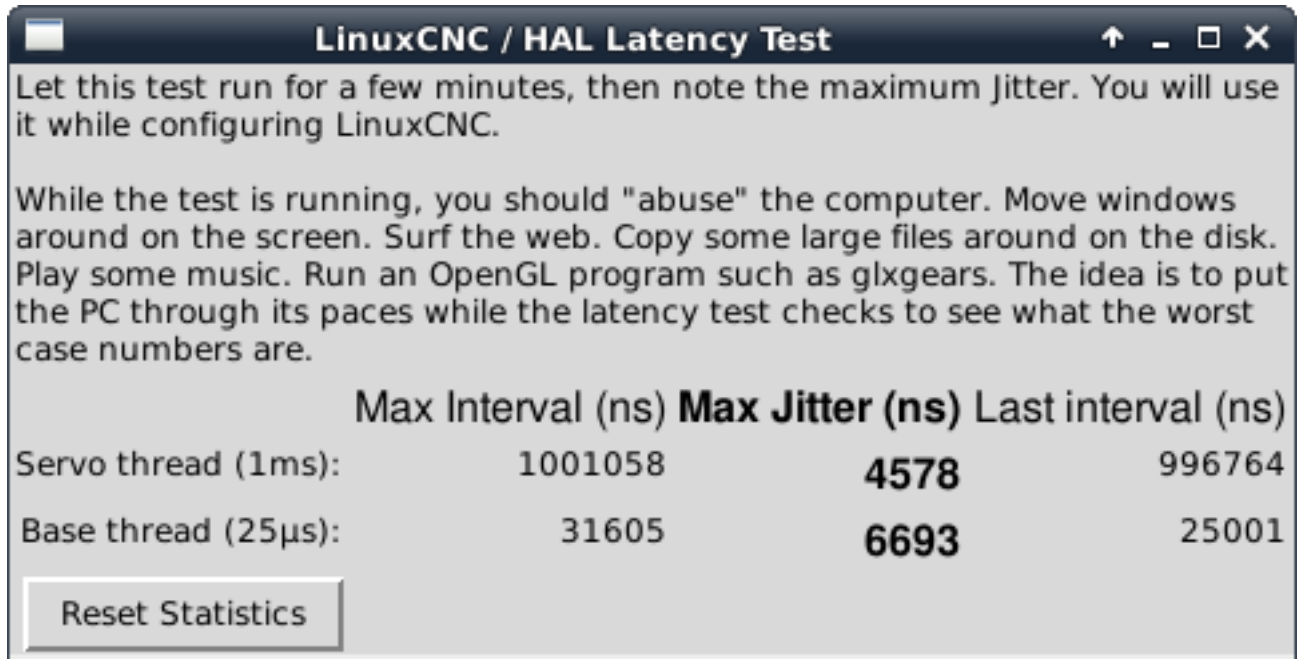 LinuxCNC / HAL Latency Test
Let this test run for a few minutes, then note the maximum Jitter. You will use
it while configuring LinuxCNC.
While the test is running, you should "abuse" the computer. Move windows
around on the screen. Surf the web. Copy some large files around on the disk.
Play some music. Run an OpenGL program such as glxgears. The idea is to put
the PC through its paces while the latency test checks to see what the worst
case numbers are.
Max Interval (ns) Max Jitter (ns) Last interval (ns)
Servo thread (1ms): 1001058 4578 996764
Base thread (25µs): 31605 6693 25001
Reset Statistics